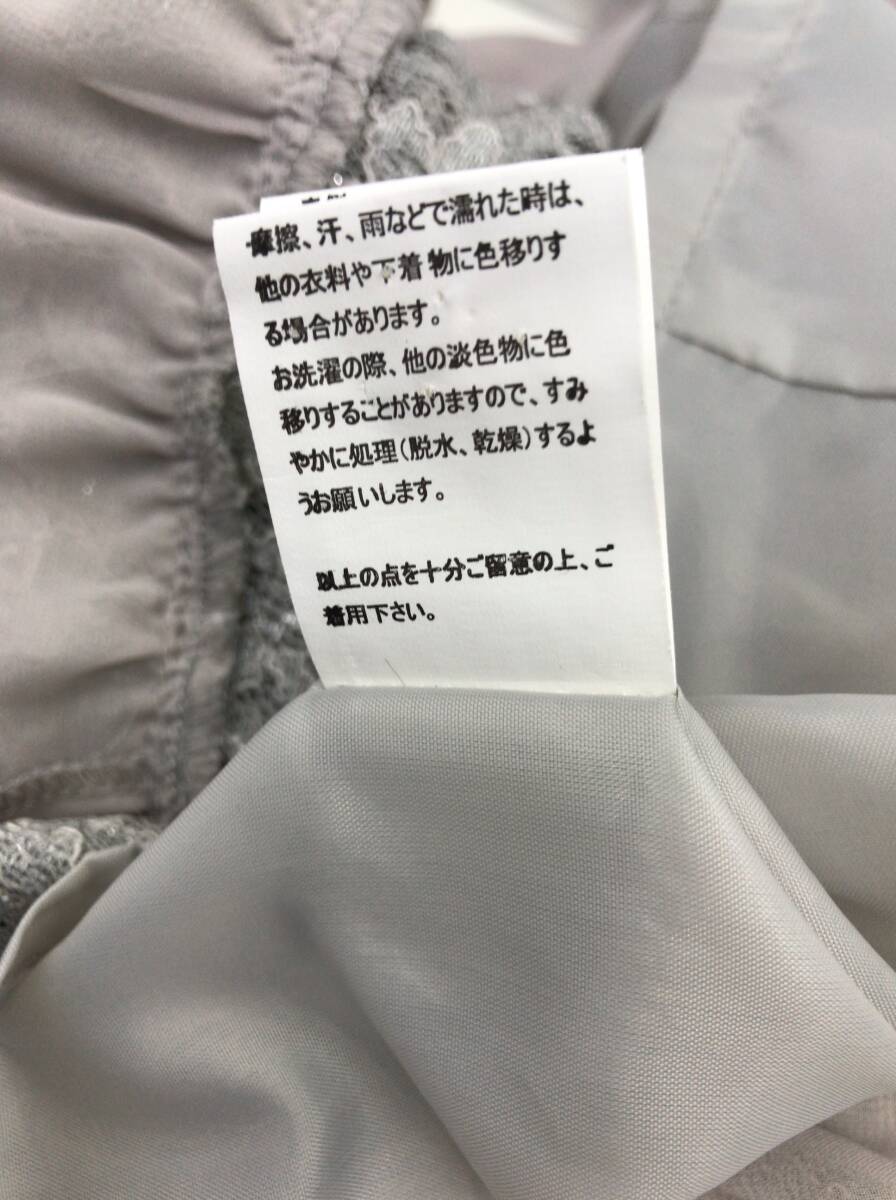 摩擦、汗、雨などで濡れた時は、
他の衣料や下着物に色移りす
る場合があります。
お洗濯の際、他の淡色物に色
移りすることがありますので、すみ
やかに処理(脱水、乾燥)するよ
うお願いします。
以上の点を十分ご留意の上、ご
着用下さい。